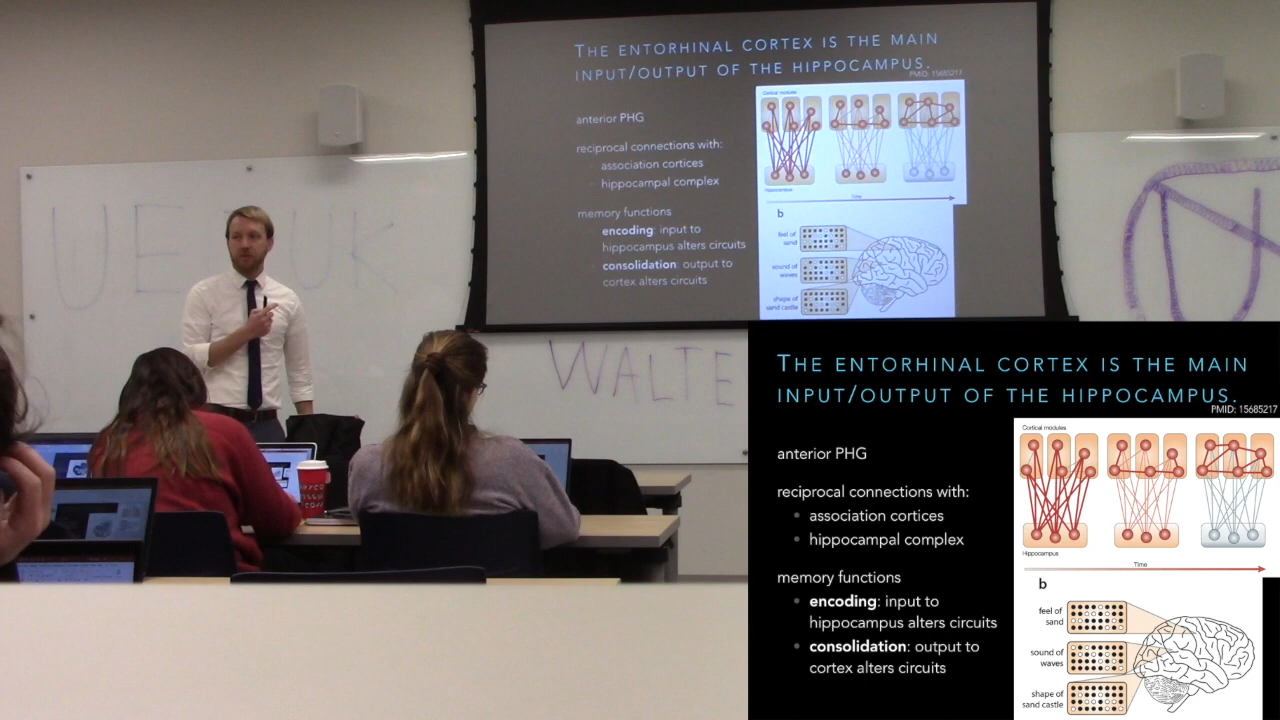 THE ENTORHINAL CORTEX IS THE MAIN
INPUT/OUTPUT OF THE HIPPOCAMPUS.
PMID: 15685217
anterior PHG
reciprocal connections with:
association cortices
hippocampal complex
memory functions
encoding: input to
hippocampus alters circuits
consolidation: output to
cortex alters circuits
Cortical modules
Hippocampus
Time
b
feel of
sand
sound of
waves
shape of
sand castle
WALTE
THE ENTORHINAL CORTEX IS THE MAIN
INPUT/OUTPUT OF THE HIPPOCAMPUS.
PMID: 15685217
anterior PHG
reciprocal connections with:
• association cortices
• hippocampal complex
memory functions
• encoding: input to
hippocampus alters circuits
• consolidation: output to
cortex alters circuits
Cortical modules
Hippocampus
Time
b
feel of
sand
sound of
waves
shape of
sand castle